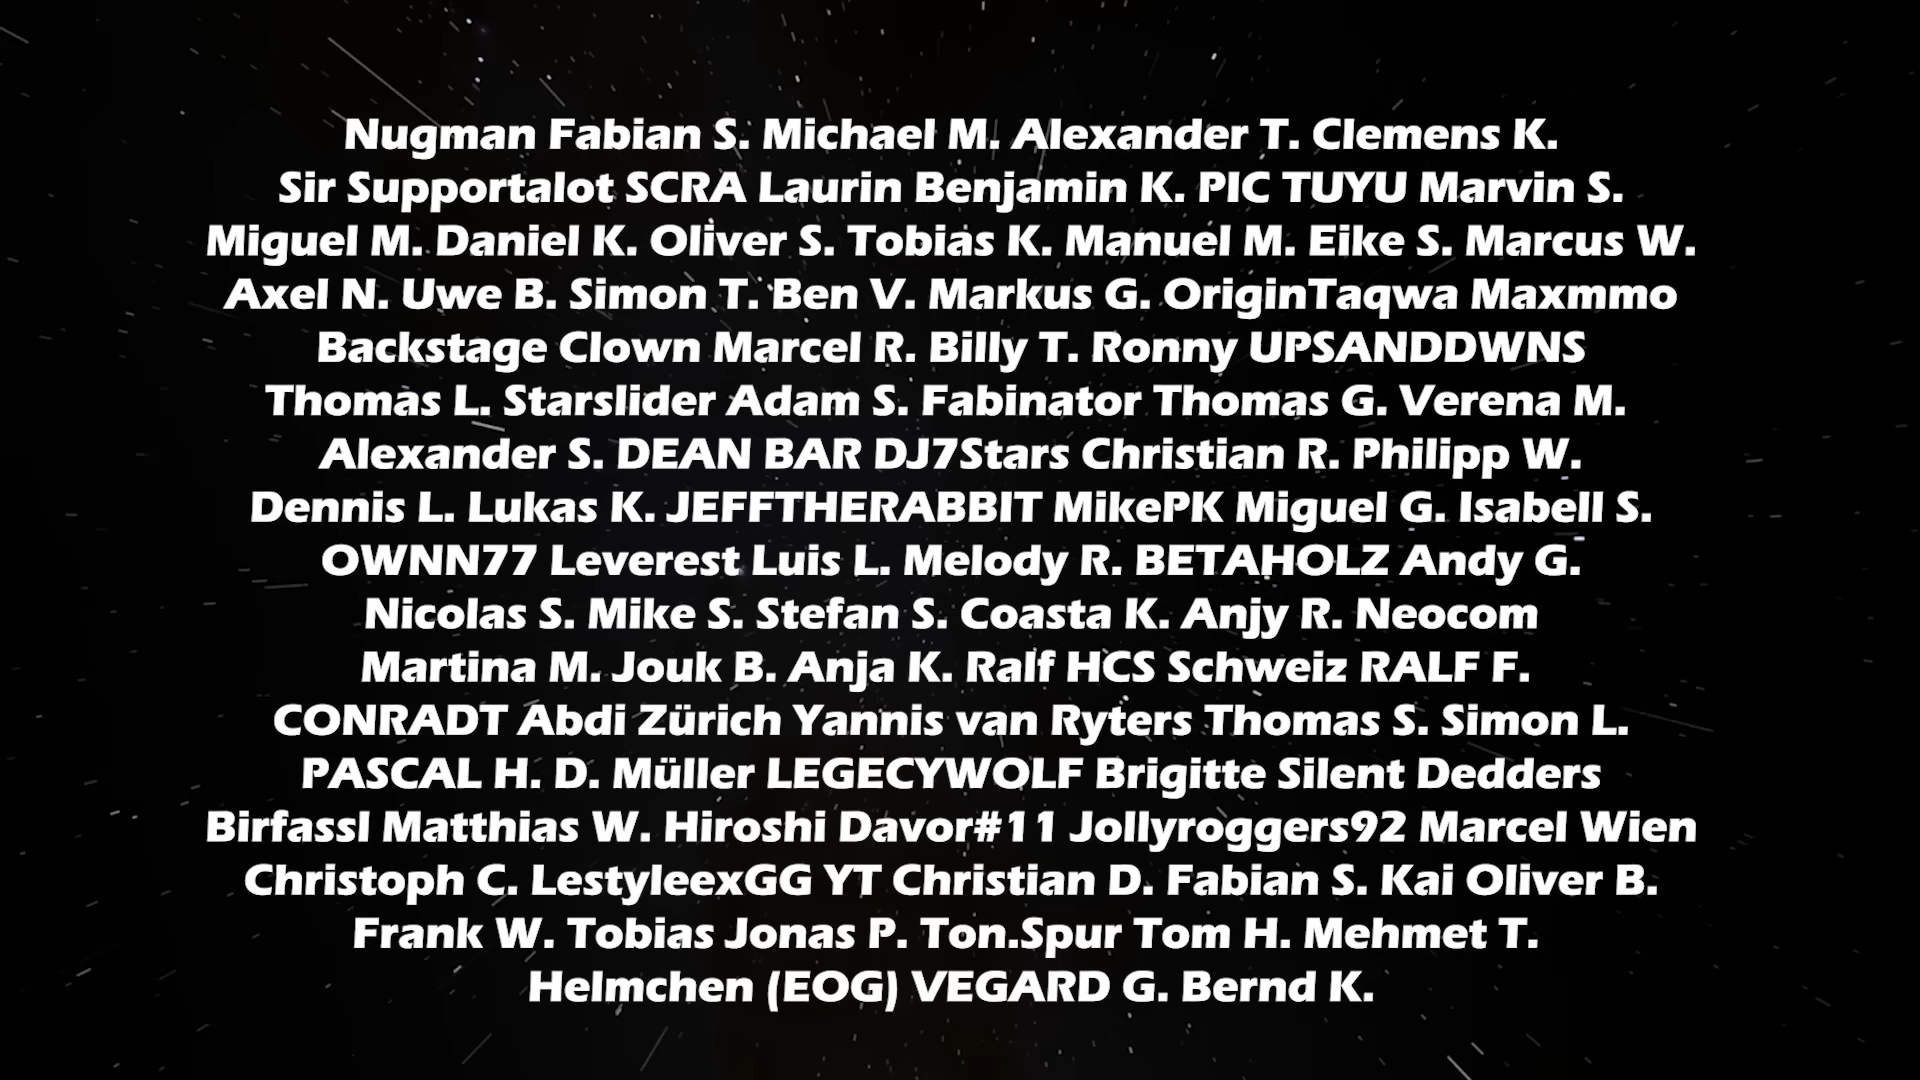 Nugman Fabian S. Michael M. Alexander T. Clemens K.
Sir Supportalot SCRA Laurin Benjamin K. PIC TUYU Marvin S.
Miguel M. Daniel K. Oliver S. Tobias K. Manuel M. Eike S. Marcus W.
Axel N. Uwe B. Simon T. Ben V. Markus G. OriginTaqwa Maxmmo
Backstage Clown Marcel R. Billy T. Ronny UPSANDDWNS
Thomas L. Starslider Adam S. Fabinator Thomas G. Verena M.
Alexander S. DEAN BAR DJ7Stars Christian R. Philipp W.
Dennis L. Lukas K. JEFFTHERABBIT MikePK Miguel G. Isabell S.
OWNN77 Leverest Luis L. Melody R. BETAHOLZ Andy G.
Nicolas S. Mike S. Stefan S. Coasta K. Anjy R. Neocom
Martina M. Jouk B. Anja K. Ralf HCS Schweiz RALF F.
CONRADT Abdi Zürich Yannis van Ryters Thomas S. Simon L.
PASCAL H. D. Müller LEGECYWOLF Brigitte Silent Dedders
Birfassl Matthias W. Hiroshi Davor#11 Jollyroggers92 Marcel Wien
Christoph C. LestyleexGG YT Christian D. Fabian S. Kai Oliver B.
Frank W. Tobias Jonas P. Ton.Spur Tom H. Mehmet T.
Helmchen (EOG) VEGARD G. Bernd K.